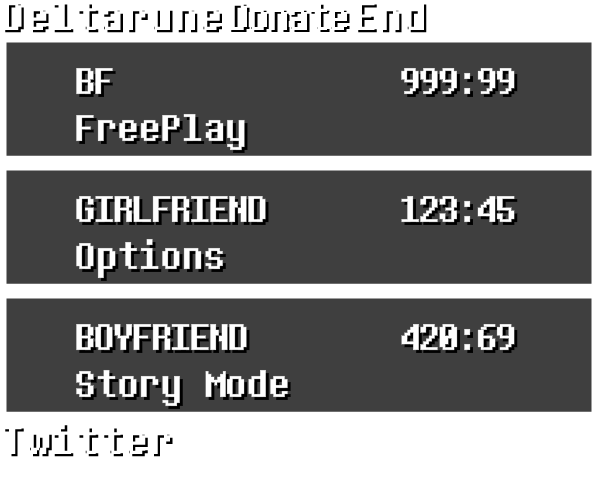 Deltarune Donate End
BF 999:99
FreePlay
GIRLFRIEND 123:45
Options
BOYFRIEND 420:69
Story Mode
Twitter